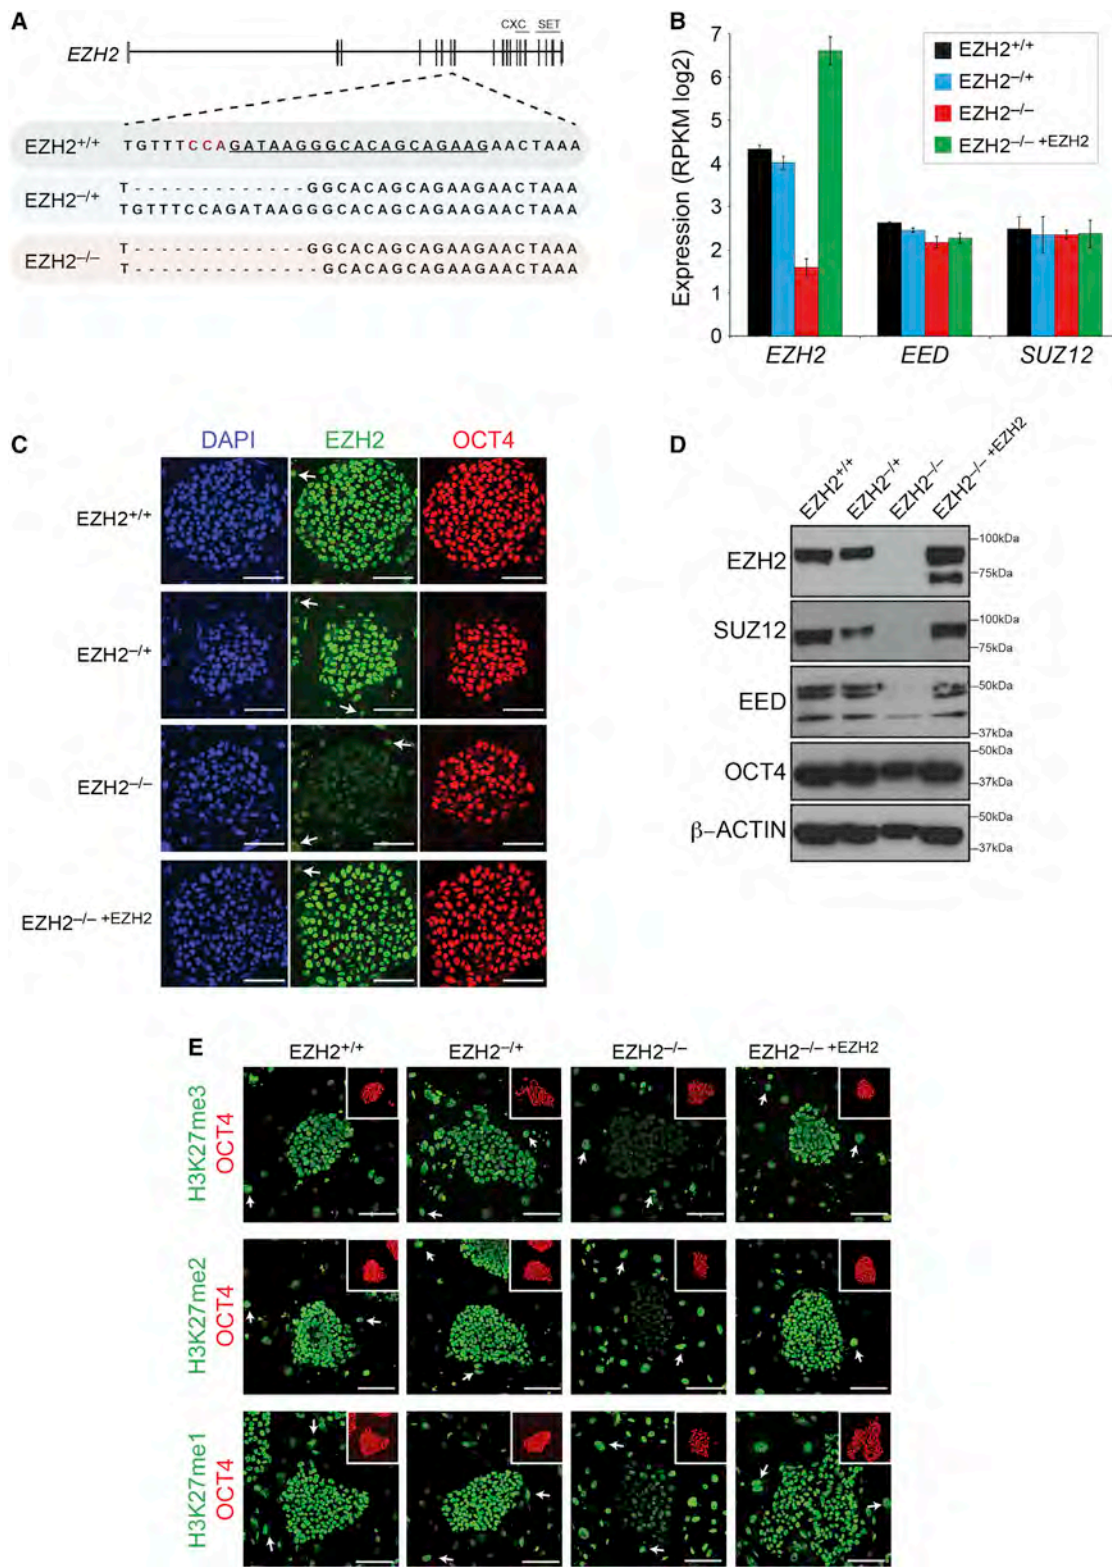 A
CXC SET
EZH2
EZH2+/+ TGTTTCCAGATAAGGGCACAGCAGAAGAACTAAA
EZH2–/+ T-------------GGCACAGCAGAAGAACTAAA
TGTTTCCAGATAAGGGCACAGCAGAAGAACTAAA
EZH2–/– T-------------GGCACAGCAGAAGAACTAAA
T--------------GCACAGCAGAAGAACTAAA
B
Expression (RPKM log2)
7
6
5
4
3
2
1
0
EZH2+/+
EZH2–/+
EZH2–/–
EZH2–/– +EZH2
EZH2 EED SUZ12
C
DAPI EZH2 OCT4
EZH2+/+
EZH2–/+
EZH2–/–
EZH2–/– +EZH2
D
EZH2+/+ EZH2–/+ EZH2–/– EZH2–/– +EZH2
EZH2 –100kDa
–75kDa
SUZ12 –100kDa
–75kDa
EED –50kDa
–37kDa
OCT4 –50kDa
–37kDa
β–ACTIN –50kDa
–37kDa
E
EZH2+/+ EZH2–/+ EZH2–/– EZH2–/– +EZH2
H3K27me3
OCT4
H3K27me2
OCT4
H3K27me1
OCT4